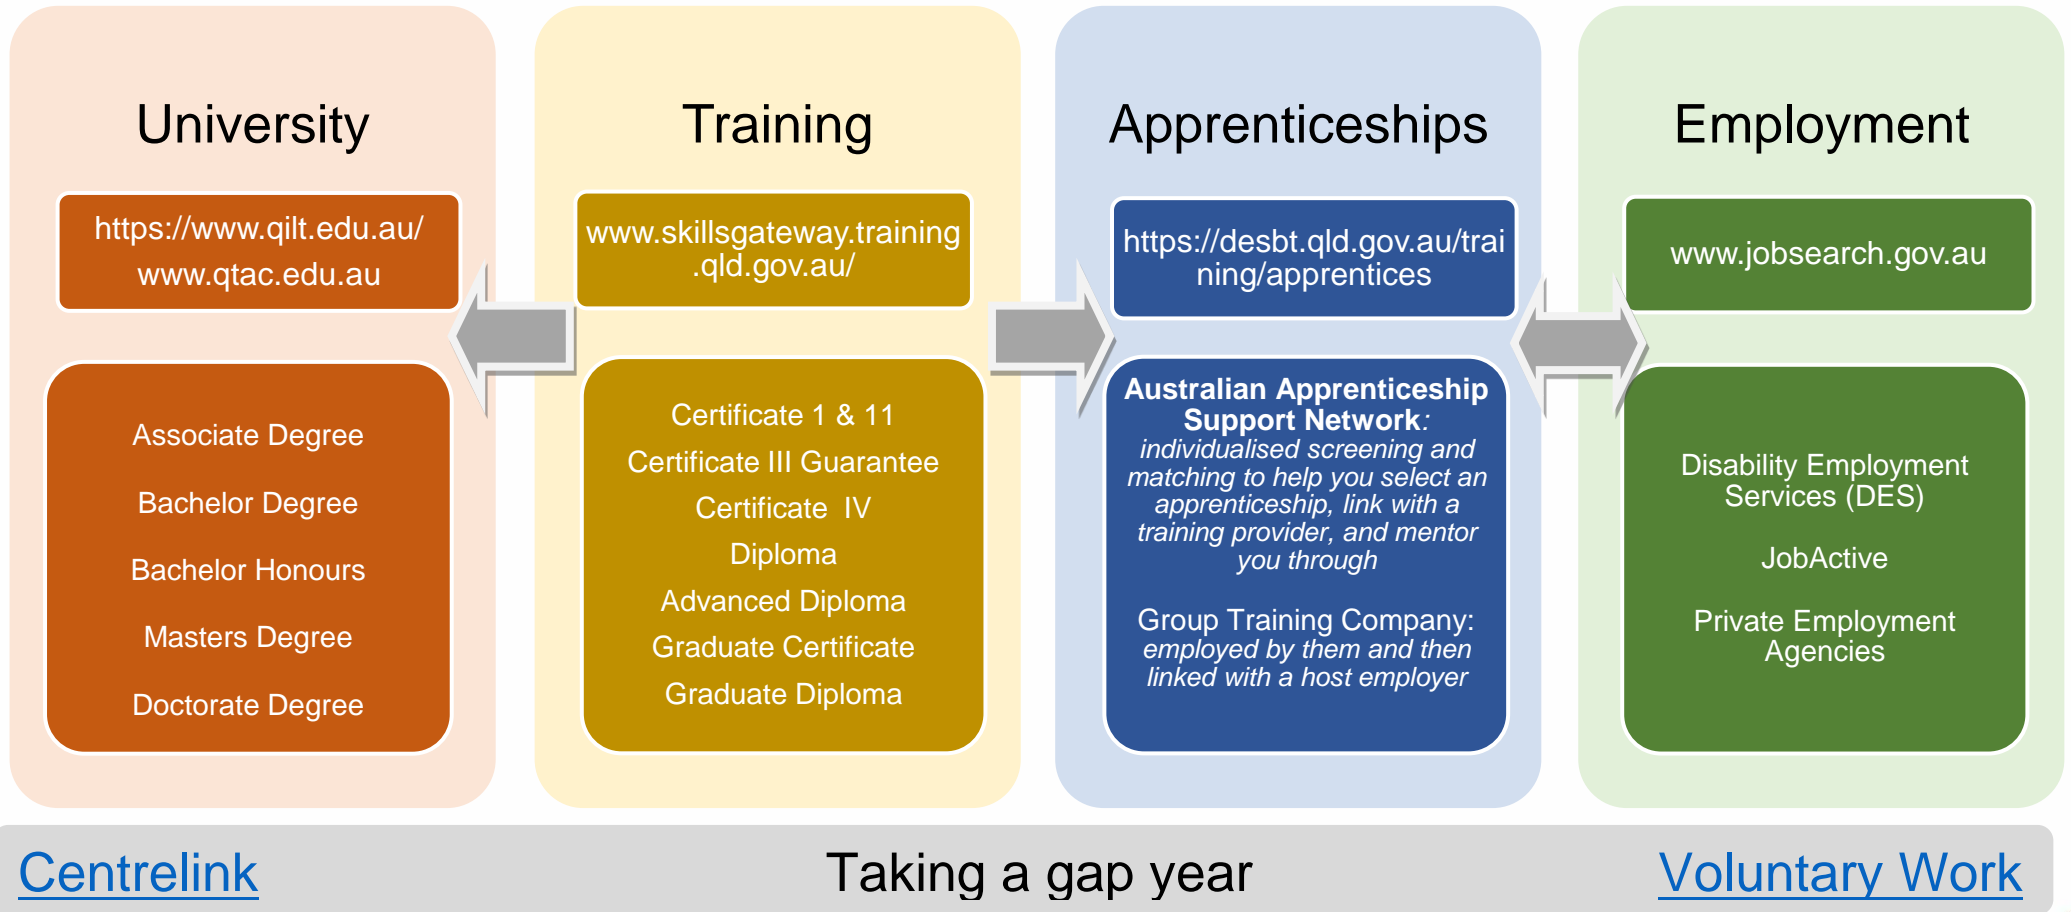 University
https://www.qilt.edu.au/
www.qtac.edu.au
Associate Degree
Bachelor Degree
Bachelor Honours
Masters Degree
Doctorate Degree
Training
www.skillsgateway.training
.qld.gov.au/
Certificate 1 & 11
Certificate III Guarantee
Certificate IV
Diploma
Advanced Diploma
Graduate Certificate
Graduate Diploma
Apprenticeships
https://desbt.qld.gov.au/trai
ning/apprentices
Australian Apprenticeship
Support Network:
individualised screening and
matching to help you select an
apprenticeship, link with a
training provider, and mentor
you through
Group Training Company:
employed by them and then
linked with a host employer
Employment
www.jobsearch.gov.au
Disability Employment
Services (DES)
JobActive
Private Employment
Agencies
Centrelink
Taking a gap year
Voluntary Work